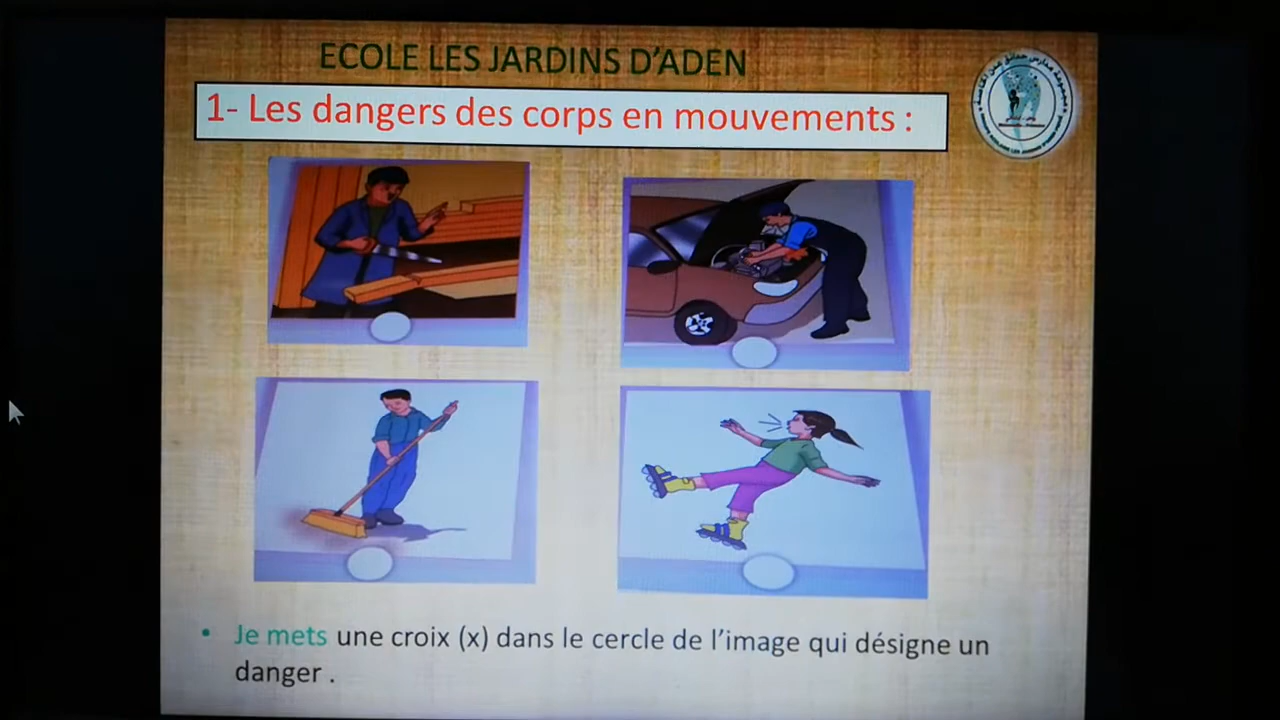 ECOLE LES JARDINS D'ADEN
1- Les dangers des corps en mouvements :
• Je mets une croix (x) dans le cercle de l'image qui désigne un
danger .